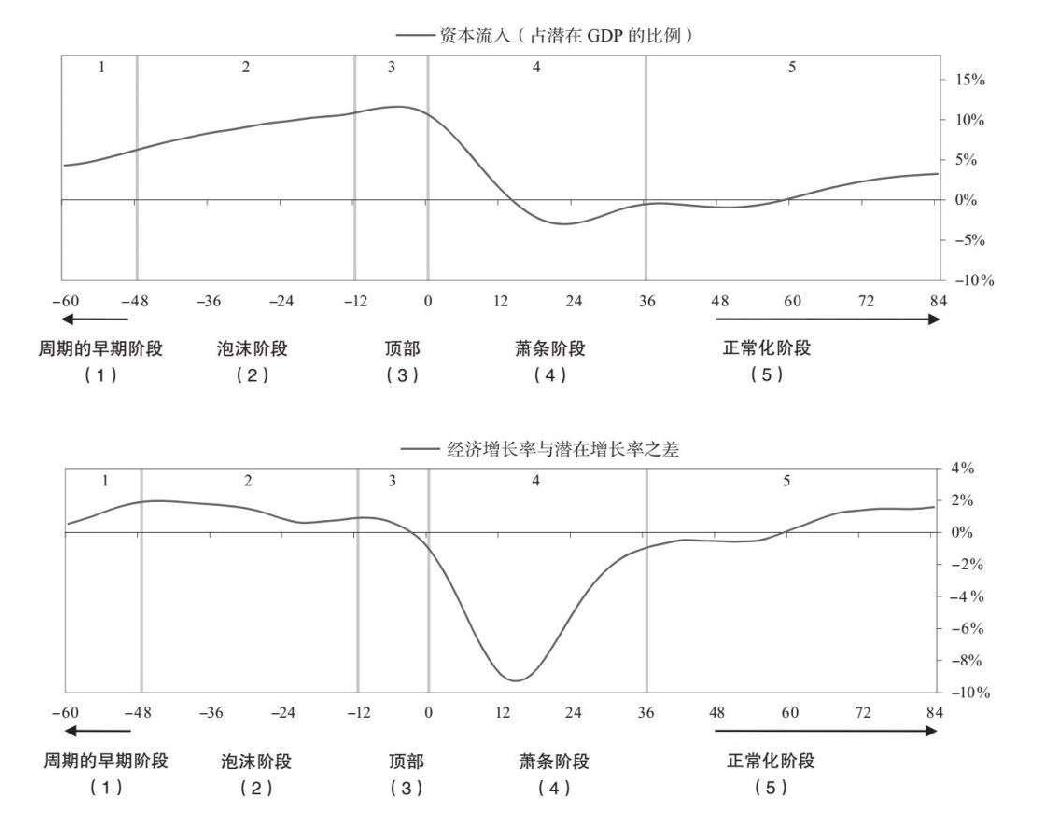 资本流入（占潜在 GDP 的比例）
1 2 3 4 5
15%
10%
5%
0%
-5%
-10%
-60 -48 -36 -24 -12 0 12 24 36 48 60 72 84
周期的早期阶段 泡沫阶段 顶部 萧条阶段 正常化阶段
（1） （2） （3） （4） （5）
经济增长率与潜在增长率之差
1 2 3 4 5
4%
2%
0%
-2%
-4%
-6%
-8%
-10%
-60 -48 -36 -24 -12 0 12 24 36 48 60 72 84
周期的早期阶段 泡沫阶段 顶部 萧条阶段 正常化阶段
（1） （2） （3） （4） （5）